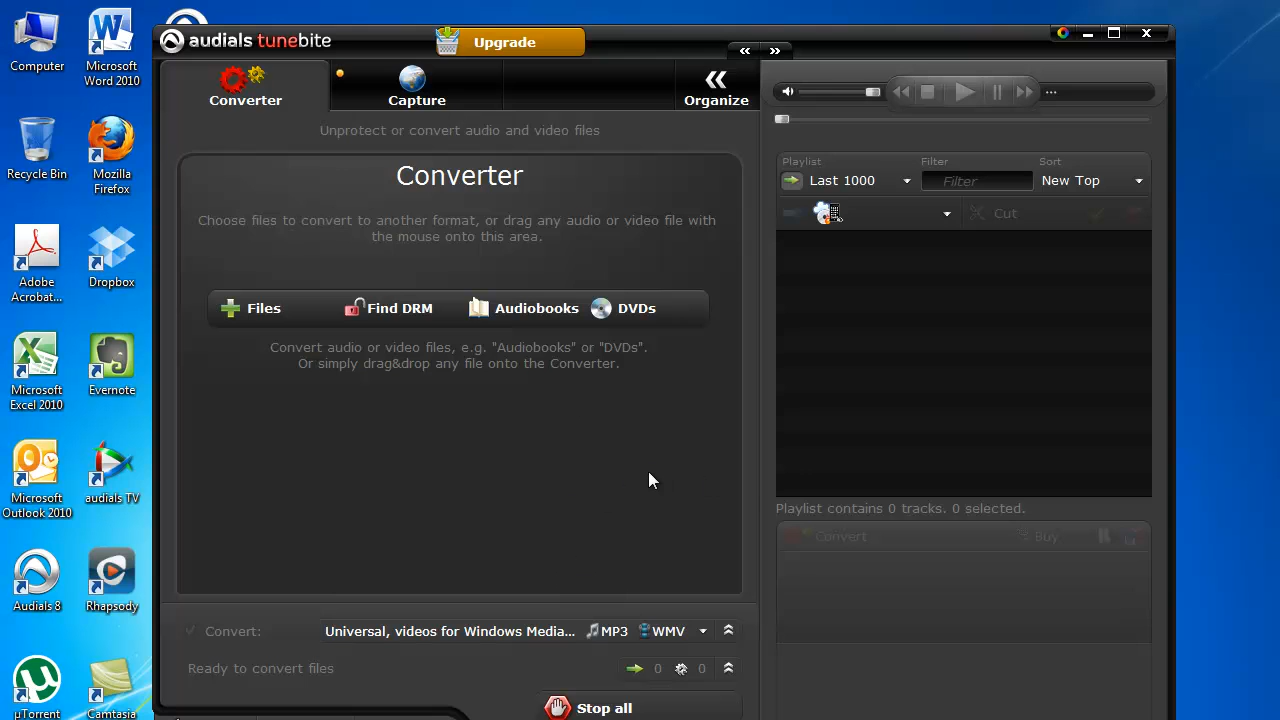 Computer
Microsoft
Word 2010
Recycle Bin
Mozilla
Firefox
Adobe
Acrobat...
Dropbox
Microsoft
Excel 2010
Evernote
Microsoft
Outlook 2010
audials TV
Audials 8
Rhapsody
µTorrent
Camtasia
audials tunebite
Upgrade
Converter
Capture
Organize
Unprotect or convert audio and video files
Converter
Choose files to convert to another format, or drag any audio or video file with
the mouse onto this area.
Files
Find DRM
Audiobooks
DVDs
Convert audio or video files, e.g. "Audiobooks" or "DVDs".
Or simply drag&drop any file onto the Converter.
Convert:
Universal, videos for Windows Media...
MP3
WMV
Ready to convert files
0
0
Stop all
...
Playlist
Filter
Sort
Last 1000
Filter
New Top
Cut
Playlist contains 0 tracks. 0 selected.
Convert
Buy